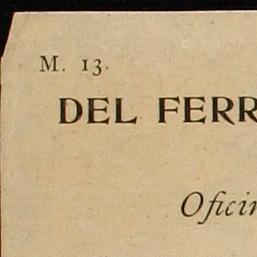 M. 13.
DEL FERR
Oficin